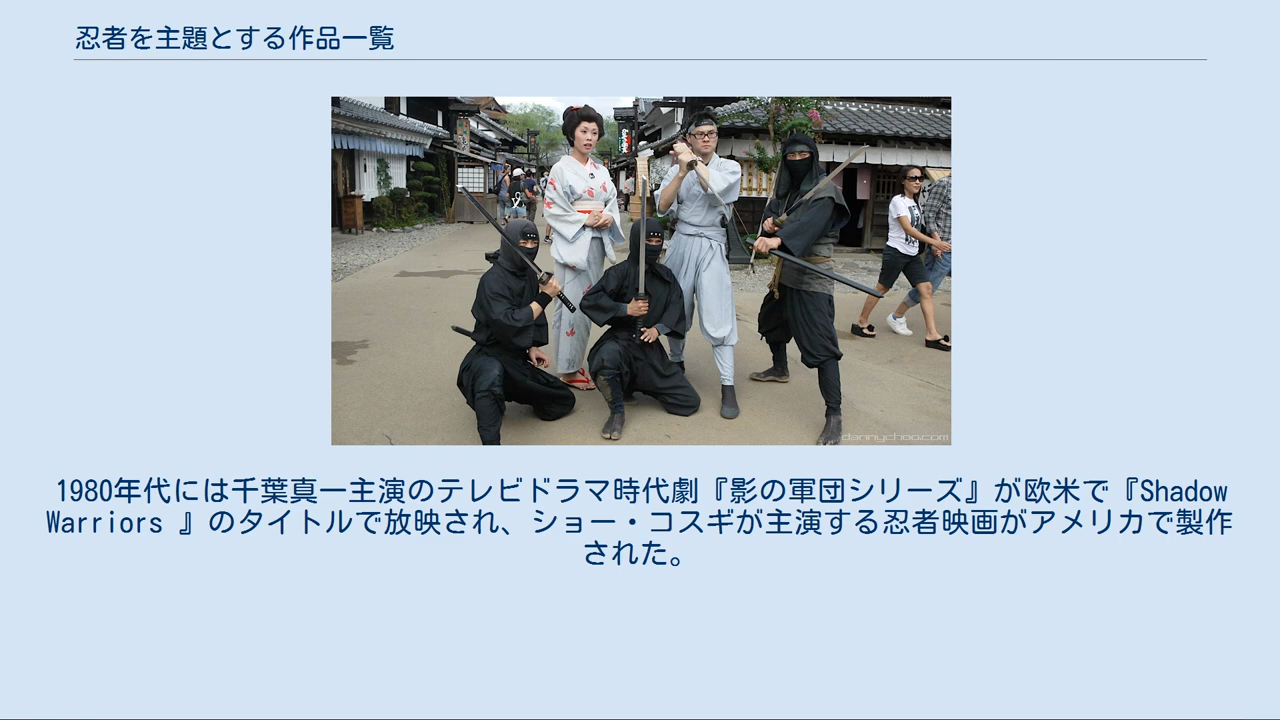 忍者を主題とする作品一覧
dannychoo.com
1980年代には千葉真一主演のテレビドラマ時代劇『影の軍団シリーズ』が欧米で『Shadow
Warriors 』のタイトルで放映され、ショー・コスギが主演する忍者映画がアメリカで製作
された。